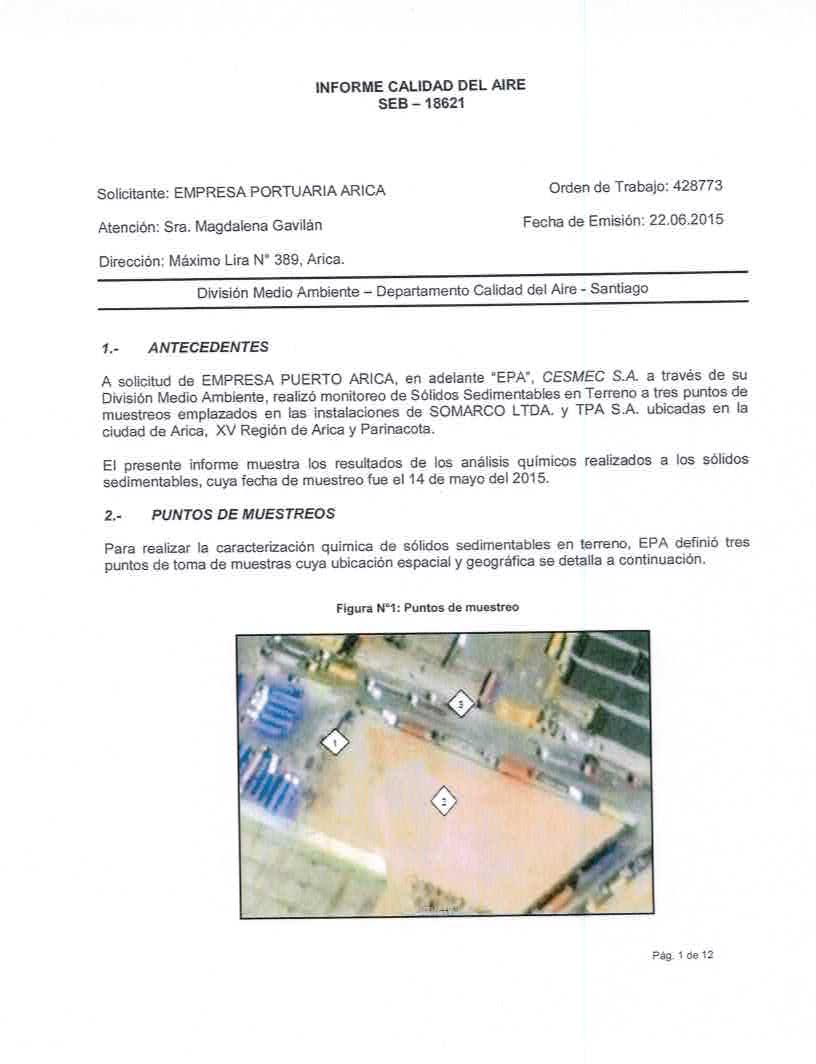 INFORME CALIDAD DEL AIRE
SEB – 18621
Solicitante: EMPRESA PORTUARIA ARICA
Orden de Trabajo: 428773
Atención: Sra. Magdalena Gavilán
Fecha de Emisión: 22.06.2015
Dirección: Máximo Lira N° 389, Arica.
División Medio Ambiente – Departamento Calidad del Aire - Santiago
1.- ANTECEDENTES
A solicitud de EMPRESA PUERTO ARICA, en adelante "EPA", CESMEC S.A. a través de su
División Medio Ambiente, realizó monitoreo de Sólidos Sedimentables en Terreno a tres puntos de
muestreos emplazados en las instalaciones de SOMARCO LTDA. y TPA S.A. ubicadas en la
ciudad de Arica, XV Región de Arica y Parinacota.
El presente informe muestra los resultados de los análisis químicos realizados a los sólidos
sedimentables, cuya fecha de muestreo fue el 14 de mayo del 2015.
2.- PUNTOS DE MUESTREOS
Para realizar la caracterización química de sólidos sedimentables en terreno, EPA definió tres
puntos de toma de muestras cuya ubicación espacial y geográfica se detalla a continuación.
Figura N°1: Puntos de muestreo
3
1
2
Pág. 1 de 12